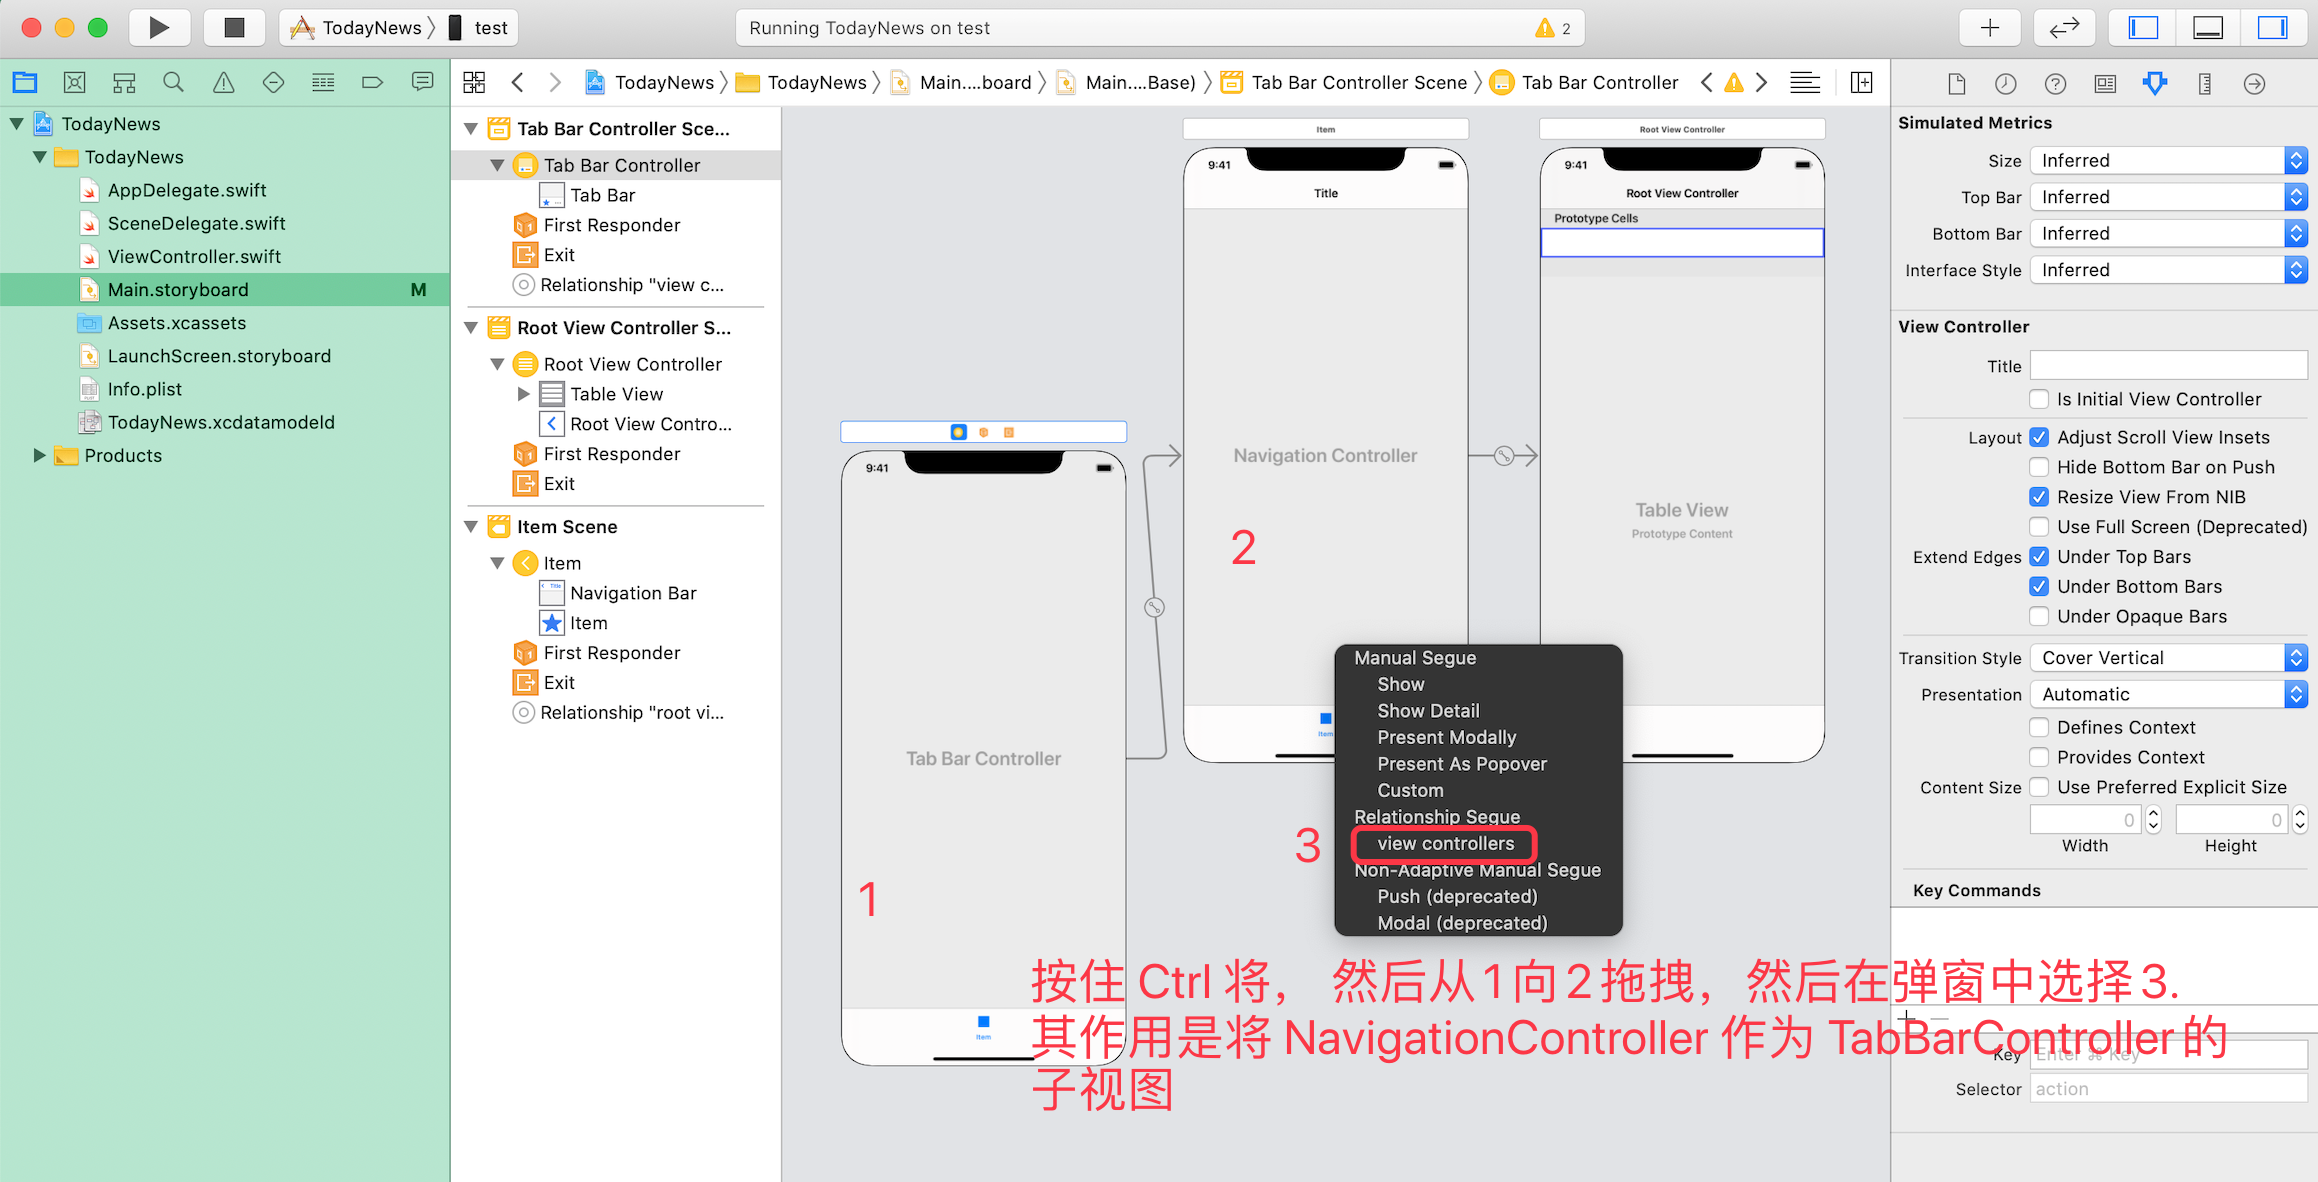 TodayNews
test
Running TodayNews on test
2
TodayNews
TodayNews
Main....board
Main....Base)
Tab Bar Controller Scene
Tab Bar Controller
TodayNews
TodayNews
AppDelegate.swift
SceneDelegate.swift
ViewController.swift
Main.storyboard M
Assets.xcassets
LaunchScreen.storyboard
Info.plist
TodayNews.xcdatamodeld
Products
Tab Bar Controller Sce...
Tab Bar Controller
Tab Bar
First Responder
Exit
Relationship "view c...
Root View Controller S...
Root View Controller
Table View
Root View Contro...
First Responder
Exit
Item Scene
Item
Navigation Bar
Item
First Responder
Exit
Relationship "root vi...
9:41
Tab Bar Controller
1
Item
Item
9:41
Title
Navigation Controller
2
Item
Root View Controller
9:41
Root View Controller
Prototype Cells
Table View
Prototype Content
Manual Segue
Show
Show Detail
Present Modally
Present As Popover
Custom
Relationship Segue
3
view controllers
Non-Adaptive Manual Segue
Push (deprecated)
Modal (deprecated)
按住 Ctrl 将， 然后从1向2拖拽，然后在弹窗中选择3.
其作用是将 NavigationController 作为 TabBarController 的
子视图
Simulated Metrics
Size Inferred
Top Bar Inferred
Bottom Bar Inferred
Interface Style Inferred
View Controller
Title
Is Initial View Controller
Layout Adjust Scroll View Insets
Hide Bottom Bar on Push
Resize View From NIB
Use Full Screen (Deprecated)
Extend Edges Under Top Bars
Under Bottom Bars
Under Opaque Bars
Transition Style Cover Vertical
Presentation Automatic
Defines Context
Provides Context
Content Size Use Preferred Explicit Size
0 0
Width Height
Key Commands
Key Enter ⌘ Key
Selector action